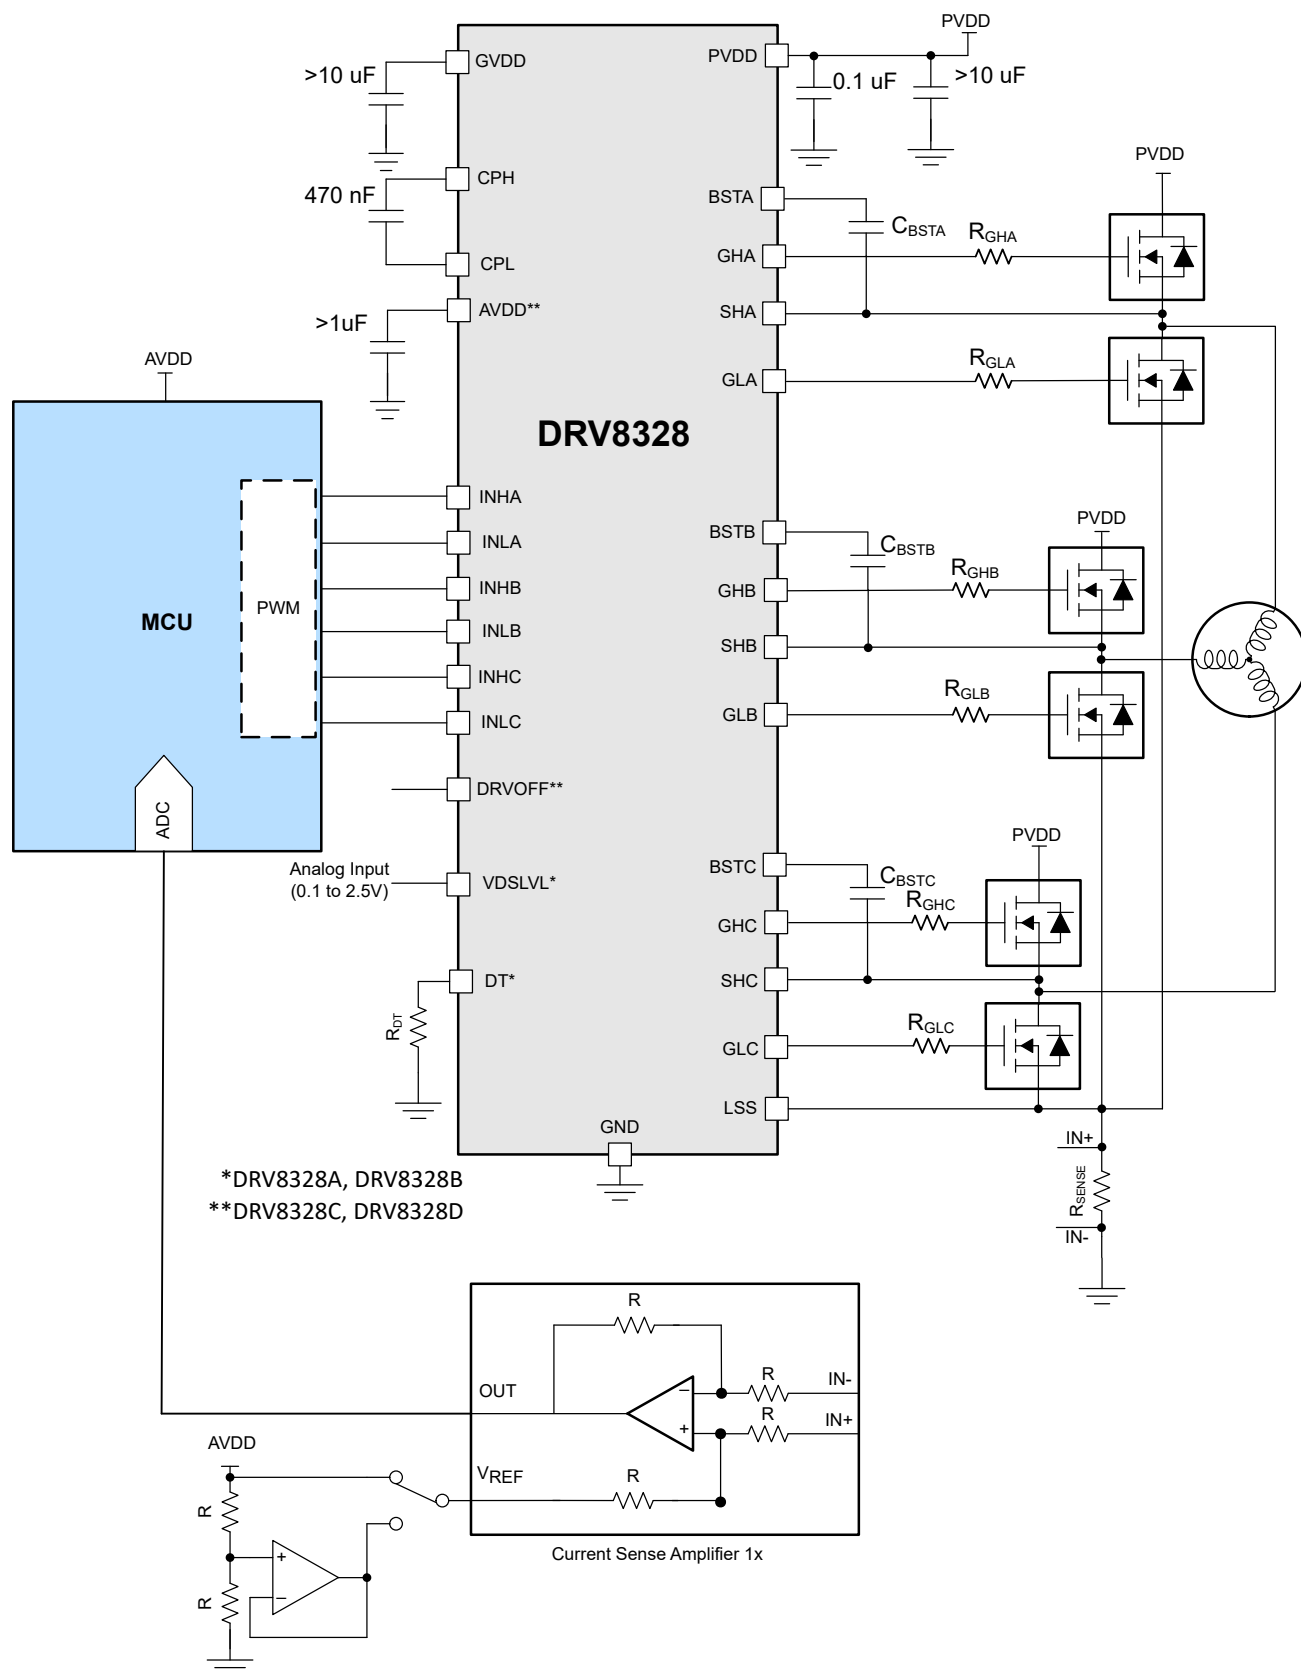 PVDD
GVDD
PVDD
>10 uF
0.1 uF
>10 uF
CPH
470 nF
CPL
AVDD**
>1uF
AVDD
BSTA
CBSTA
PVDD
GHA
RGHA
SHA
GLA
RGLA
DRV8328
MCU
PWM
INHA
INLA
INHB
INLB
INHC
INLC
BSTB
CBSTB
PVDD
GHB
RGHB
SHB
GLB
RGLB
DRVOFF**
ADC
Analog Input
(0.1 to 2.5V)
VDSLVL*
DT*
RDT
BSTC
CBSTC
PVDD
GHC
RGHC
SHC
GLC
RGLC
LSS
GND
IN+
RSENSE
IN-
*DRV8328A, DRV8328B
**DRV8328C, DRV8328D
R
OUT
−
+
R
IN-
R
IN+
AVDD
VREF
R
R
+
−
R
Current Sense Amplifier 1x